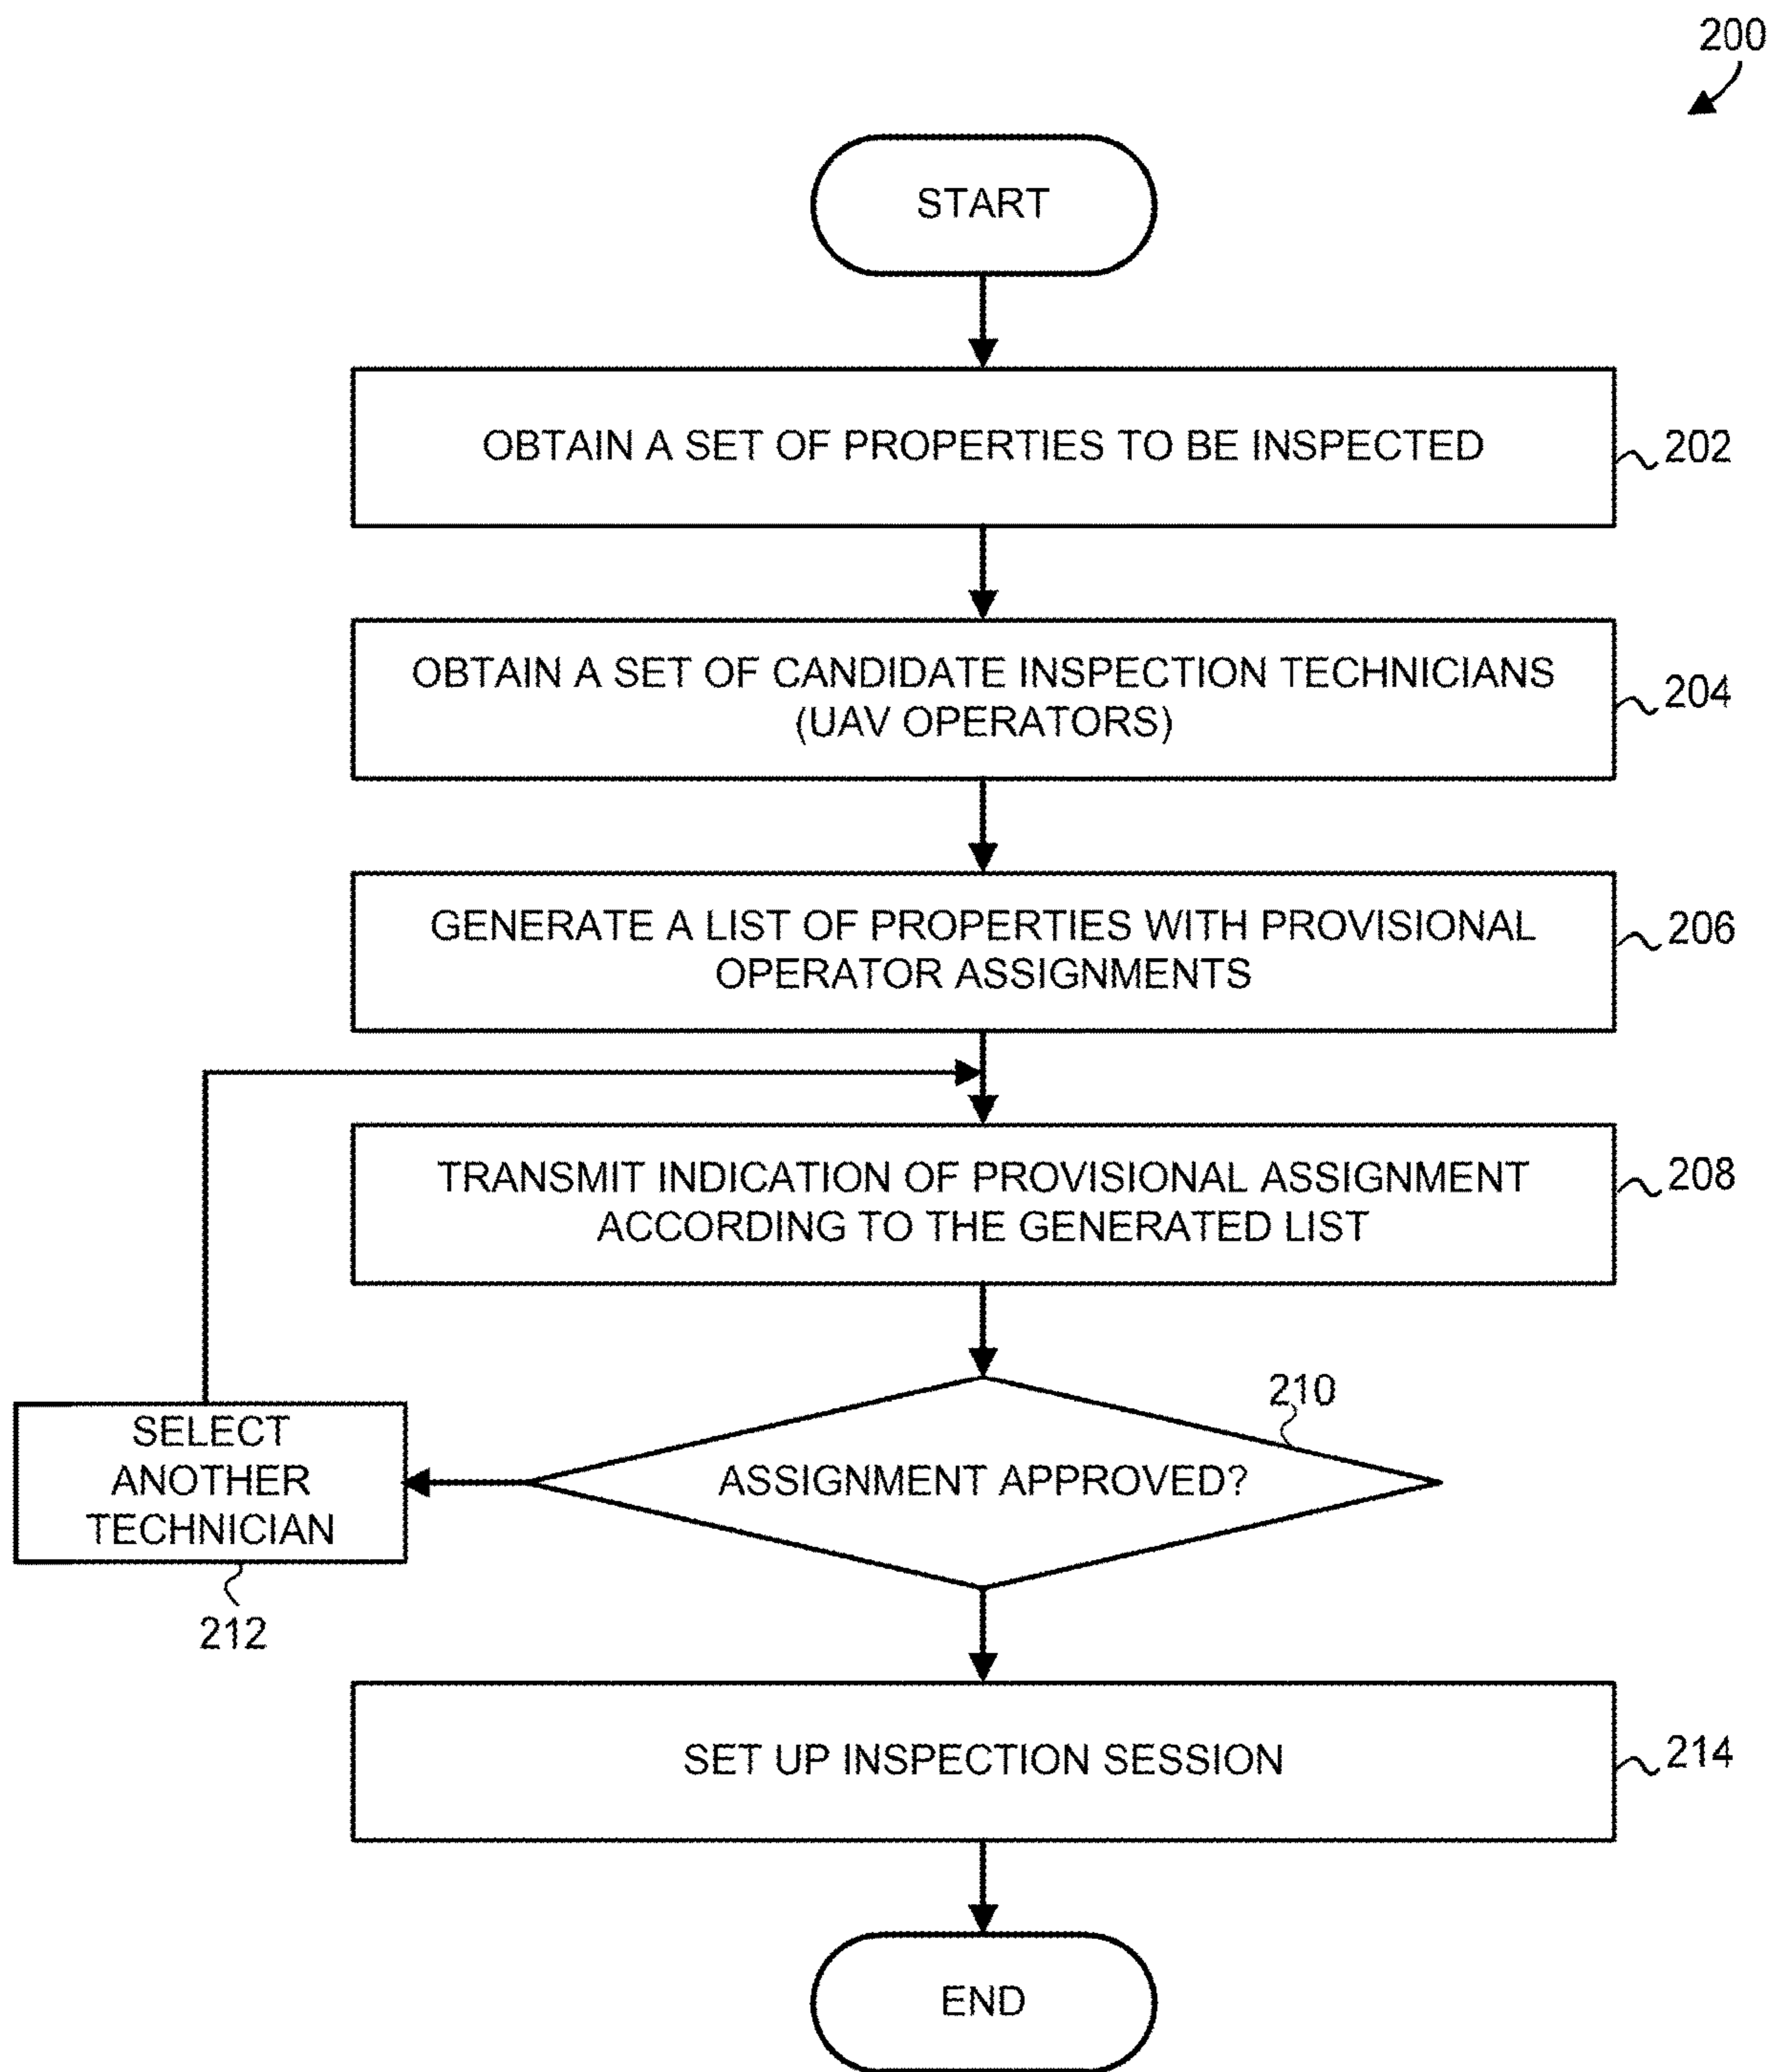 200
START
OBTAIN A SET OF PROPERTIES TO BE INSPECTED
202
OBTAIN A SET OF CANDIDATE INSPECTION TECHNICIANS
(UAV OPERATORS)
204
GENERATE A LIST OF PROPERTIES WITH PROVISIONAL
OPERATOR ASSIGNMENTS
206
TRANSMIT INDICATION OF PROVISIONAL ASSIGNMENT
ACCORDING TO THE GENERATED LIST
208
ASSIGNMENT APPROVED?
210
SELECT
ANOTHER
TECHNICIAN
212
SET UP INSPECTION SESSION
214
END